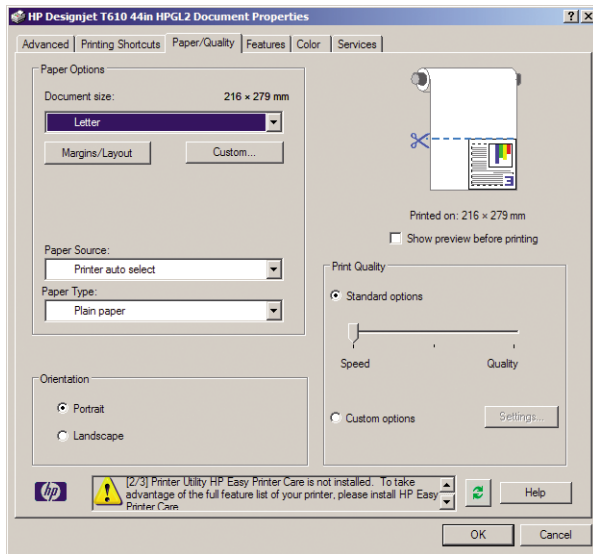 HP Designjet T610 44in HPGL2 Document Properties
Advanced Printing Shortcuts Paper/Quality Features Color Services
Paper Options
Document size: 216 × 279 mm
Letter
Margins/Layout Custom...
3
Printed on: 216 × 279 mm
Show preview before printing
Paper Source:
Printer auto select
Paper Type:
Plain paper
Print Quality
Standard options
Speed Quality
Custom options Settings...
Orientation
Portrait
Landscape
hp
[2/3] Printer Utility HP Easy Printer Care is not installed. To take
advantage of the full feature list of your printer, please install HP Easy
Printer Care
Help
OK Cancel